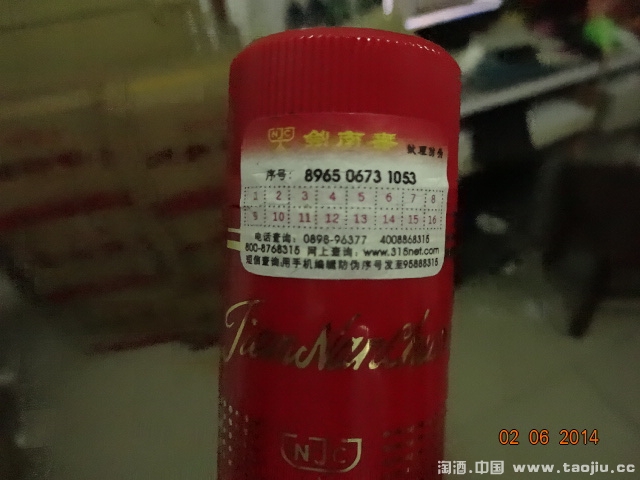 NC 剑南春 纹理防伪
序号: 8965 0673 1053
1 2 3 4 5 6 7 8
9 10 11 12 13 14 15 16
电话查询: 0898-96377 4008868315
800-8768315 网上查询: www.315net.com
短信查询用手机编辑防伪序号发至95888315
JianNanChun
NJC
02 06 2014
淘酒.中国 www.taojiu.cc